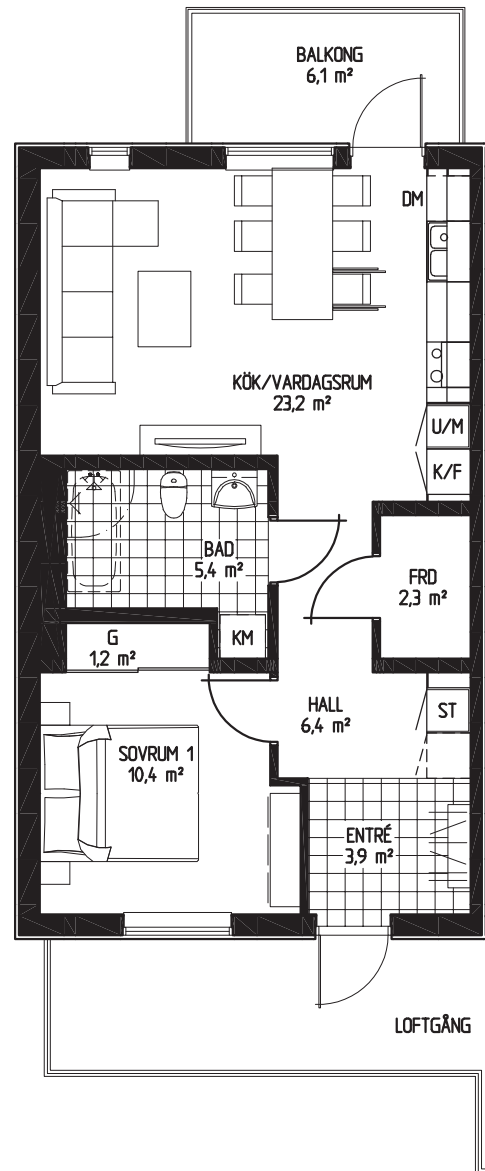 BALKONG
6,1 m²
DM
KÖK/VARDAGSRUM
23,2 m²
U/M
K/F
BAD
5,4 m²
FRD
2,3 m²
G
1,2 m²
KM
HALL
6,4 m²
ST
SOVRUM 1
10,4 m²
ENTRÉ
3,9 m²
LOFTGÅNG